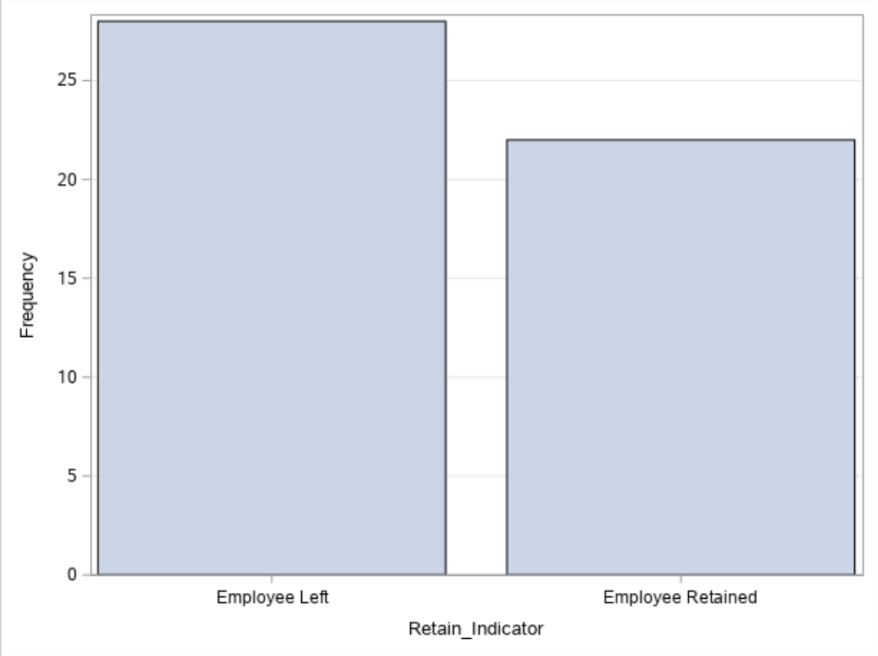 Frequency
25
20
15
10
5
0
Employee Left
Employee Retained
Retain_Indicator